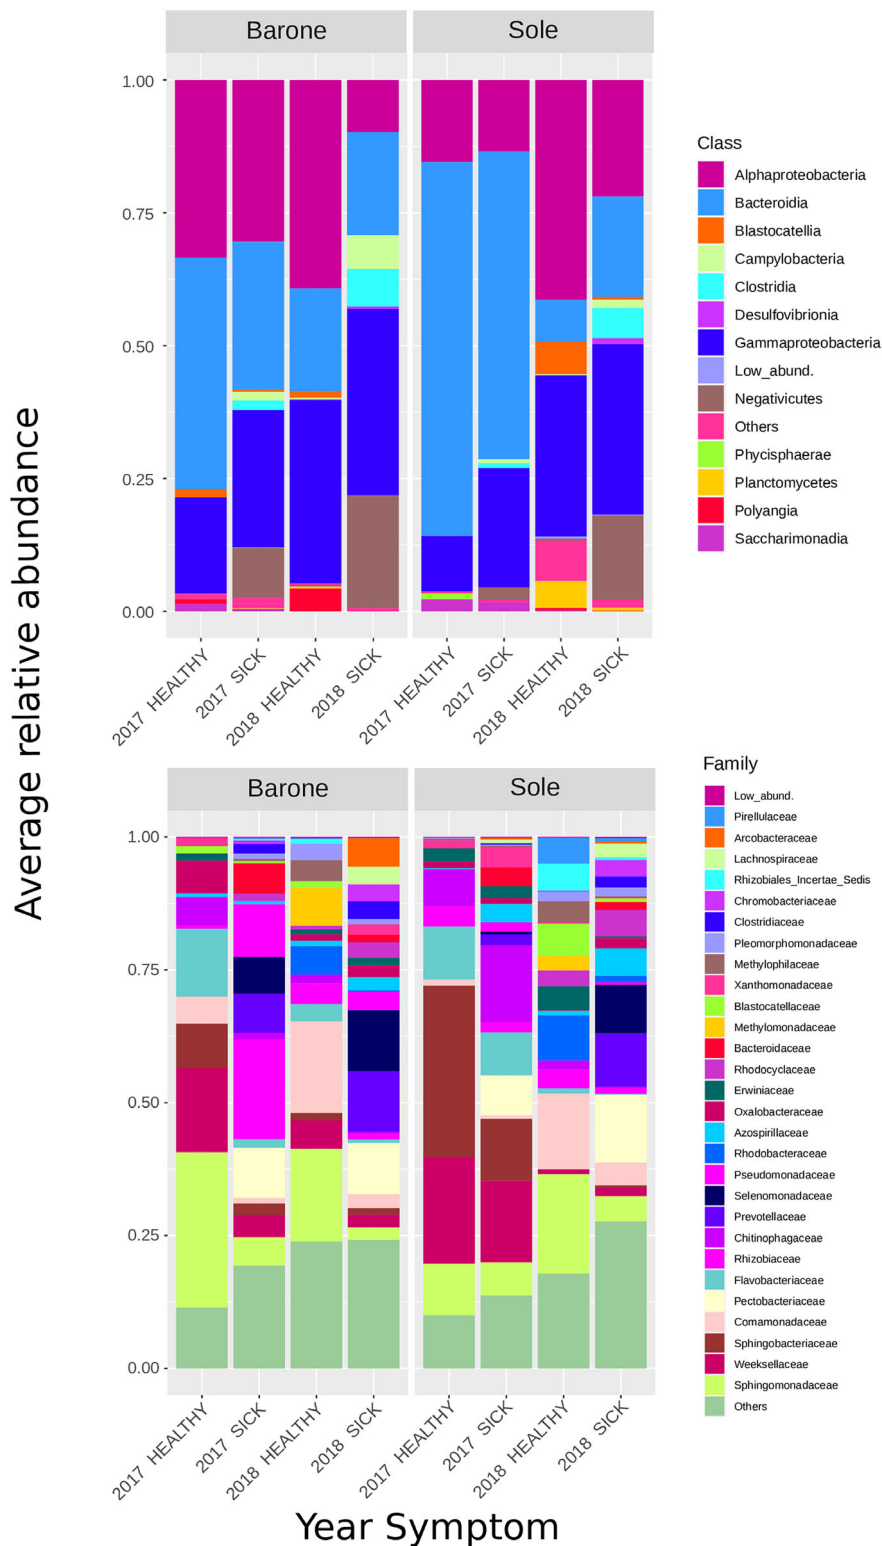 Barone
Sole
1.00
0.75
0.50
0.25
0.00
2017 HEALTHY
2017 SICK
2018 HEALTHY
2018 SICK
2017 HEALTHY
2017 SICK
2018 HEALTHY
2018 SICK
Class
Alphaproteobacteria
Bacteroidia
Blastocatellia
Campylobacteria
Clostridia
Desulfovibrionia
Gammaproteobacteria
Low_abund.
Negativicutes
Others
Phycisphaerae
Planctomycetes
Polyangia
Saccharimonadia
Average relative abundance
Barone
Sole
1.00
0.75
0.50
0.25
0.00
2017 HEALTHY
2017 SICK
2018 HEALTHY
2018 SICK
2017 HEALTHY
2017 SICK
2018 HEALTHY
2018 SICK
Family
Low_abund.
Pirellulaceae
Arcobacteraceae
Lachnospiraceae
Rhizobiales_Incertae_Sedis
Chromobacteriaceae
Clostridiaceae
Pleomorphomonadaceae
Methylophilaceae
Xanthomonadaceae
Blastocatellaceae
Methylomonadaceae
Bacteroidaceae
Rhodocyclaceae
Erwiniaceae
Oxalobacteraceae
Azospirillaceae
Rhodobacteraceae
Pseudomonadaceae
Selenomonadaceae
Prevotellaceae
Chitinophagaceae
Rhizobiaceae
Flavobacteriaceae
Pectobacteriaceae
Comamonadaceae
Sphingobacteriaceae
Weeksellaceae
Sphingomonadaceae
Others
Year Symptom